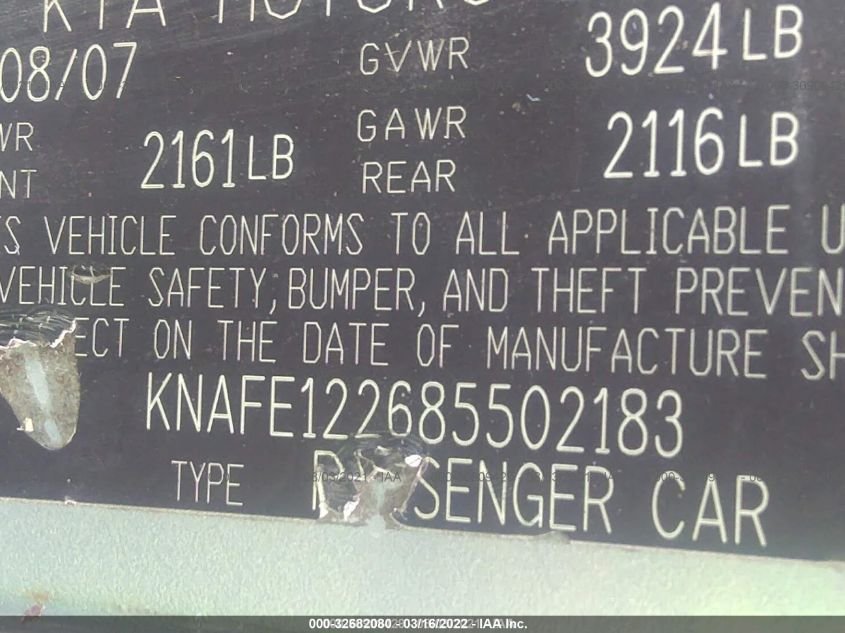 KIA MOTORS
08/07 GVWR 3924LB
WR 2161LB GAWR 2116LB
NT REAR
S VEHICLE CONFORMS TO ALL APPLICABLE U
VEHICLE SAFETY, BUMPER, AND THEFT PREVEN
ECT ON THE DATE OF MANUFACTURE SH
KNAFE122685502183
TYPE P SENGER CAR
000-32682080 - 03/16/2022 - IAA Inc.